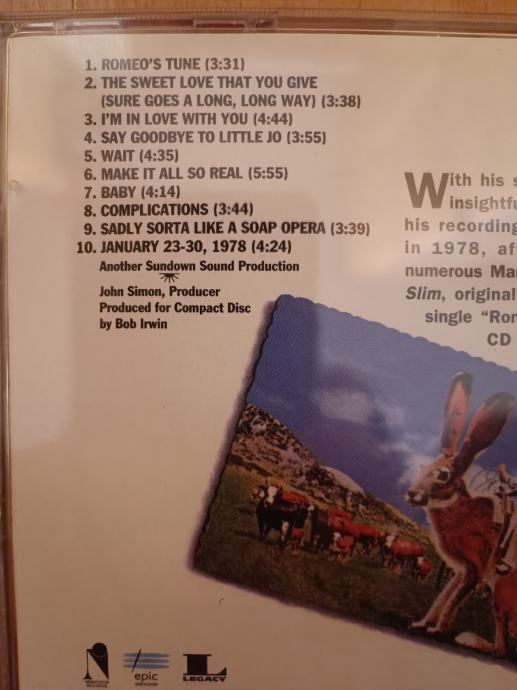 1. ROMEO'S TUNE (3:31)
2. THE SWEET LOVE THAT YOU GIVE
(SURE GOES A LONG, LONG WAY) (3:38)
3. I'M IN LOVE WITH YOU (4:44)
4. SAY GOODBYE TO LITTLE JO (3:55)
5. WAIT (4:35)
6. MAKE IT ALL SO REAL (5:55)
7. BABY (4:14)
8. COMPLICATIONS (3:44)
9. SADLY SORTA LIKE A SOAP OPERA (3:39)
10. JANUARY 23-30, 1978 (4:24)
Another Sundown Sound Production
John Simon, Producer
Produced for Compact Disc
by Bob Irwin
With his s
insightfu
his recording
in 1978, aft
numerous Ma
Slim, original
single “Ro
CD
epic
LEGACY